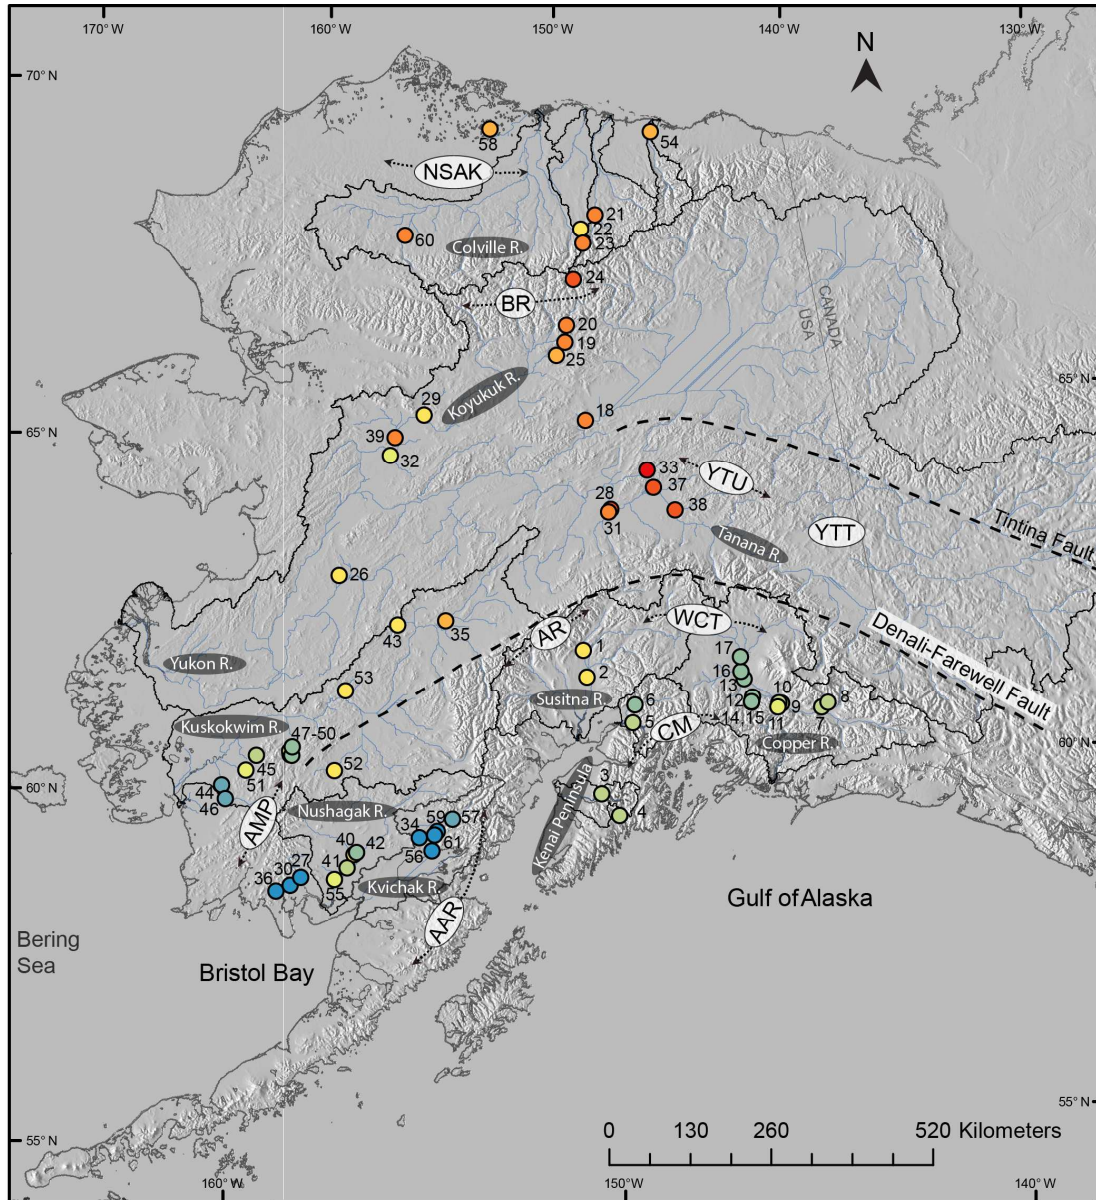 170° W
160° W
150° W
140° W
130° W
N
70° N
58
54
NSAK
21
22
23
60
Colville R.
24
BR
CANADA
USA
20
19
25
65° N
29
Koyukuk R.
18
39
65° N
32
33
YTU
37
28
38
31
Tintina Fault
YTT
Tanana R.
26
35
43
AR
WCT
Denali-Farewell Fault
1
17
Yukon R.
16
2
53
Susitna R
13
6
10
8
12
9
7
Kuskokwim R.
5
14
15
11
47-50
CM
Copper R.
60° N
45
52
51
60° N
44
3
46
Kenai Peninsula
Nushagak R.
59
57
4
AMP
34
61
40
42
56
41
27
30
36
55
Kvichak R.
Gulf of Alaska
AAR
Bering
Sea
Bristol Bay
55° N
0
130
260
520 Kilometers
55° N
160° W
150° W
140° W